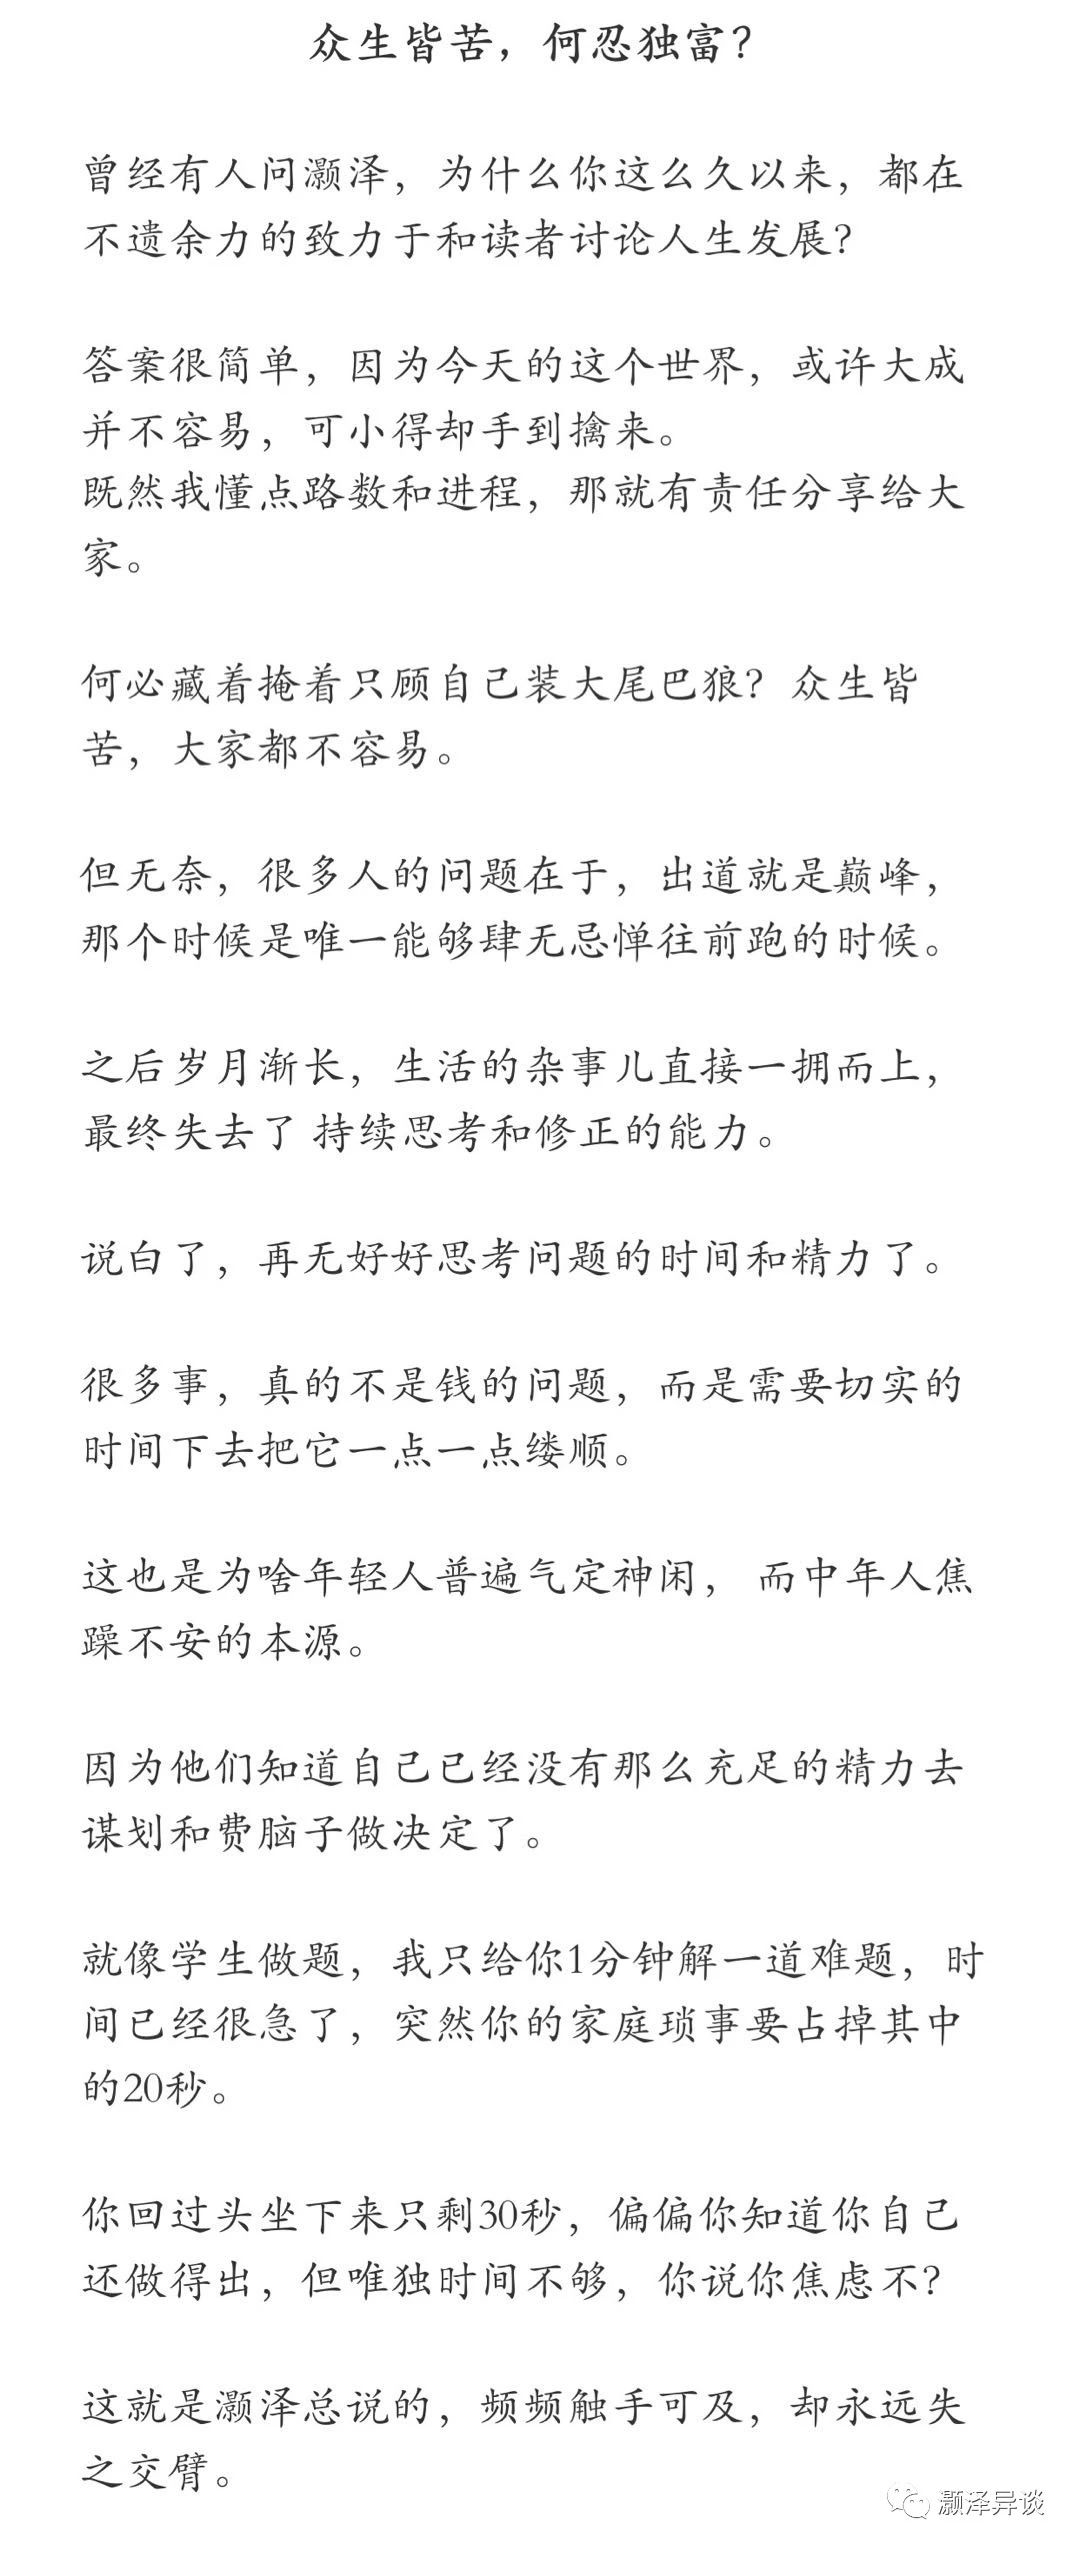 众生皆苦，何忍独富？
曾经有人问灏泽，为什么你这么久以来，都在
不遗余力的致力于和读者讨论人生发展？
答案很简单，因为今天的这个世界，或许大成
并不容易，可小得却手到擒来。
既然我懂点路数和进程，那就有责任分享给大
家。
何必藏着掩着只顾自己装大尾巴狼？众生皆
苦，大家都不容易。
但无奈，很多人的问题在于，出道就是巅峰，
那个时候是唯一能够肆无忌惮往前跑的时候。
之后岁月渐长，生活的杂事儿直接一拥而上，
最终失去了 持续思考和修正的能力。
说白了，再无好好思考问题的时间和精力了。
很多事，真的不是钱的问题，而是需要切实的
时间下去把它一点一点缕顺。
这也是为啥年轻人普遍气定神闲， 而中年人焦
躁不安的本源。
因为他们知道自己已经没有那么充足的精力去
谋划和费脑子做决定了。
就像学生做题，我只给你1分钟解一道难题，时
间已经很急了，突然你的家庭琐事要占掉其中
的20秒。
你回过头坐下来只剩30秒，偏偏你知道你自己
还做得出，但唯独时间不够，你说你焦虑不？
这就是灏泽总说的，频频触手可及，却永远失
之交臂。
灏泽异谈